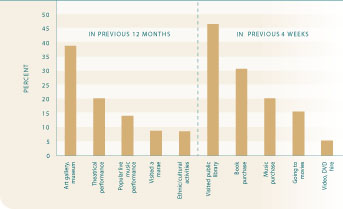 50
45
40
35
30
25
20
15
10
5
0
PERCENT
IN PREVIOUS 12 MONTHS
IN PREVIOUS 4 WEEKS
Art gallery,
museum
Theatrical
performance
Popular live
music
performance
Visited a
marae
Ethnic/cultural
activities
Visited public
library
Book
purchase
Music
purchase
Going to
movies
Video, DVD
hire